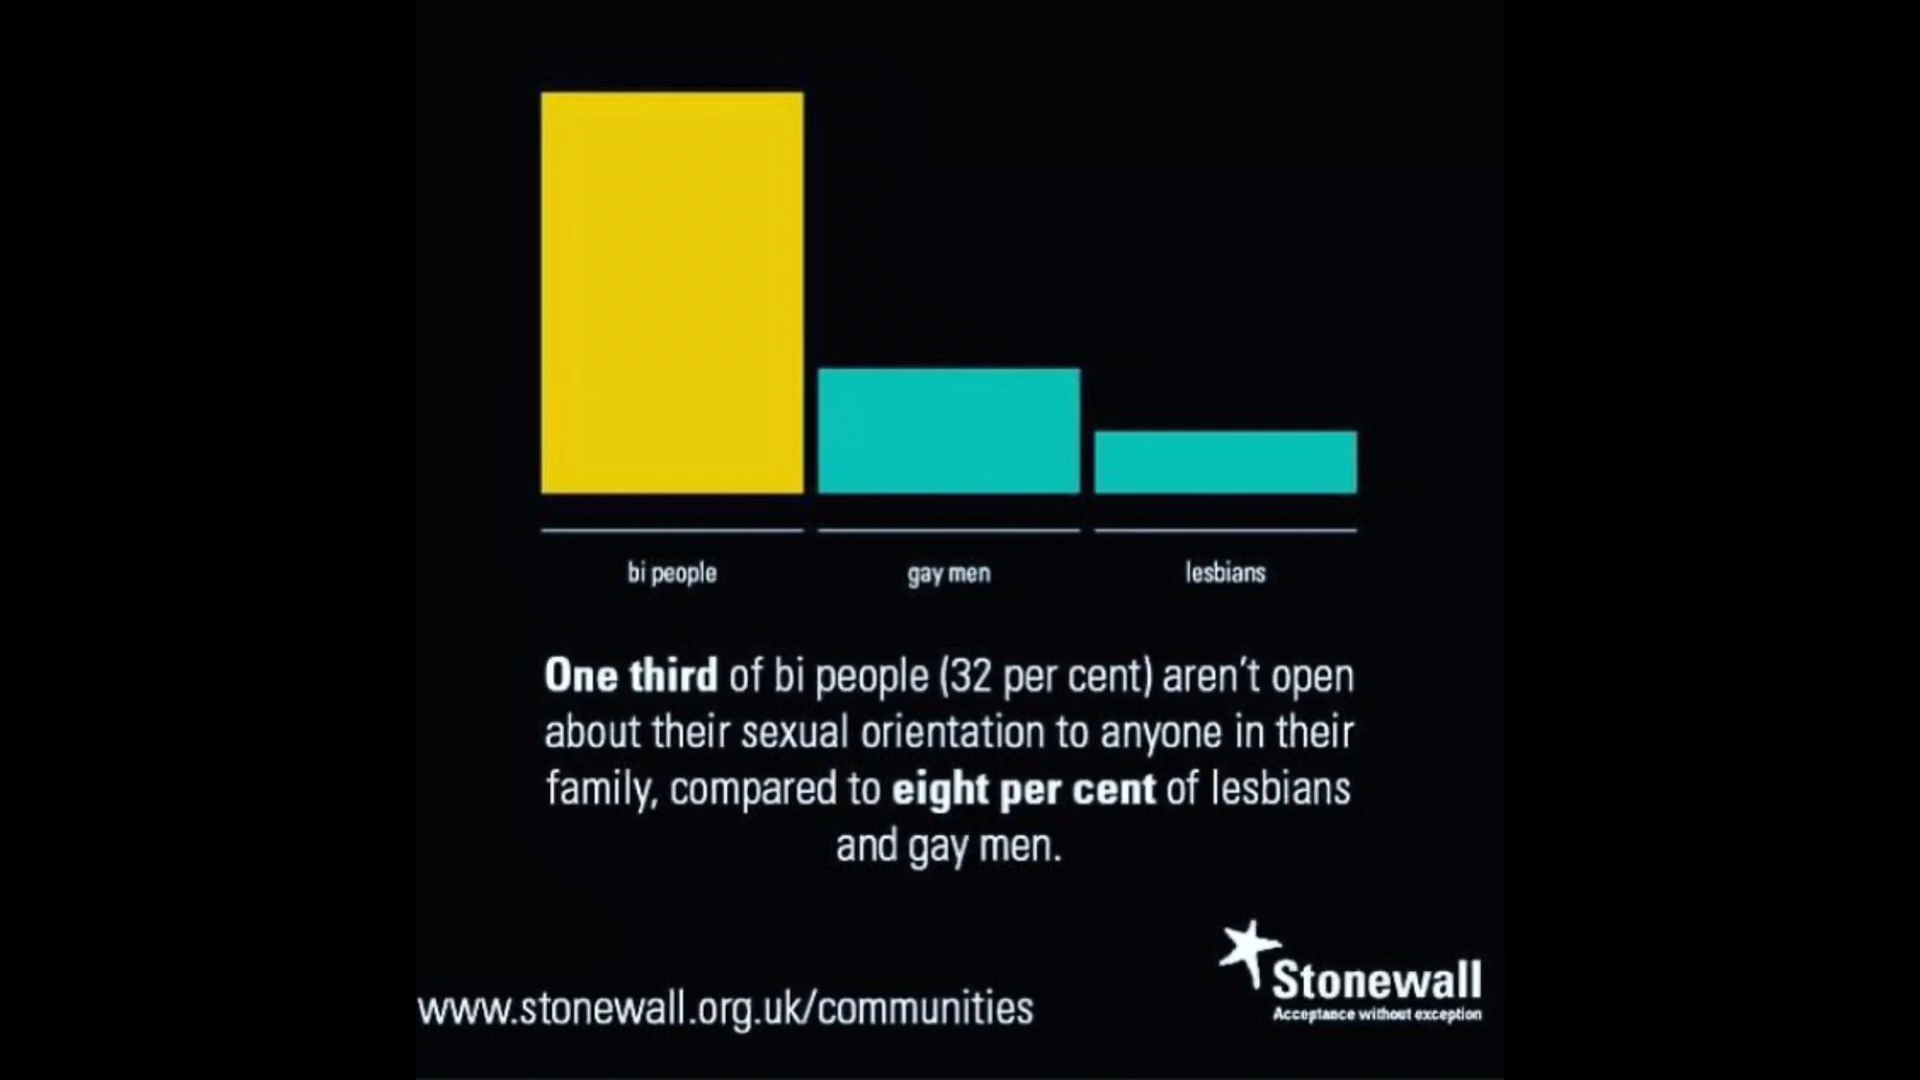 bi people
gay men
lesbians
One third of bi people (32 per cent) aren't open
about their sexual orientation to anyone in their
family, compared to eight per cent of lesbians
and gay men.
www.stonewall.org.uk/communities
Stonewall
Acceptance without exception